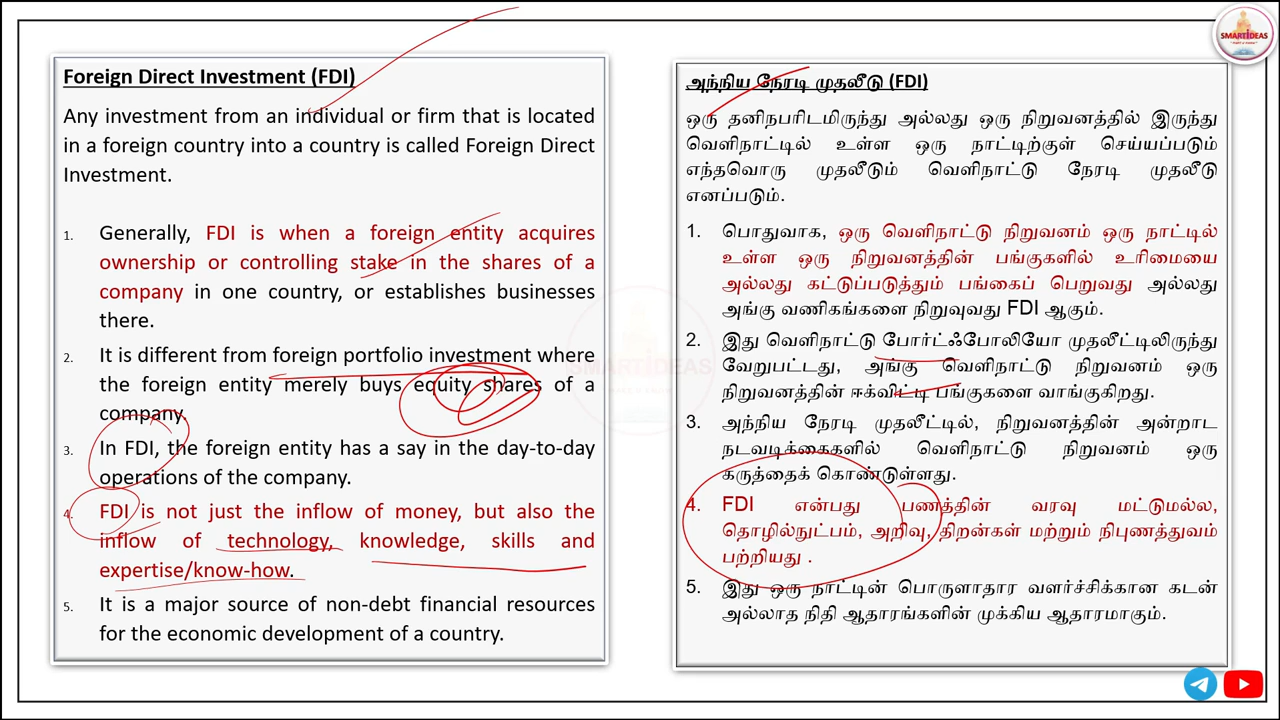 SMARTIDEAS
Foreign Direct Investment (FDI)
Any investment from an individual or firm that is located
in a foreign country into a country is called Foreign Direct
Investment.
1. Generally, FDI is when a foreign entity acquires
ownership or controlling stake in the shares of a
company in one country, or establishes businesses
there.
2. It is different from foreign portfolio investment where
the foreign entity merely buys equity shares of a
company.
3. In FDI, the foreign entity has a say in the day-to-day
operations of the company.
4. FDI is not just the inflow of money, but also the
inflow of technology, knowledge, skills and
expertise/know-how.
5. It is a major source of non-debt financial resources
for the economic development of a country.
அந்நிய நேரடி முதலீடு (FDI)
ஒரு தனிநபரிடமிருந்து அல்லது ஒரு நிறுவனத்தில் இருந்து
வெளிநாட்டில் உள்ள ஒரு நாட்டிற்குள் செய்யப்படும்
எந்தவொரு முதலீடும் வெளிநாட்டு நேரடி முதலீடு
எனப்படும்.
1. பொதுவாக, ஒரு வெளிநாட்டு நிறுவனம் ஒரு நாட்டில்
உள்ள ஒரு நிறுவனத்தின் பங்குகளில் உரிமையை
அல்லது கட்டுப்படுத்தும் பங்கைப் பெறுவது அல்லது
அங்கு வணிகங்களை நிறுவுவது FDI ஆகும்.
2. இது வெளிநாட்டு போர்ட்ஃபோலியோ முதலீட்டிலிருந்து
வேறுபட்டது, அங்கு வெளிநாட்டு நிறுவனம் ஒரு
நிறுவனத்தின் ஈக்விட்டி பங்குகளை வாங்குகிறது.
3. அந்நிய நேரடி முதலீட்டில், நிறுவனத்தின் அன்றாட
நடவடிக்கைகளில் வெளிநாட்டு நிறுவனம் ஒரு
கருத்தைக் கொண்டுள்ளது.
4. FDI என்பது பணத்தின் வரவு மட்டுமல்ல,
தொழில்நுட்பம், அறிவு, திறன்கள் மற்றும் நிபுணத்துவம்
பற்றியது .
5. இது ஒரு நாட்டின் பொருளாதார வளர்ச்சிக்கான கடன்
அல்லாத நிதி ஆதாரங்களின் முக்கிய ஆதாரமாகும்.
SMARTIDEAS